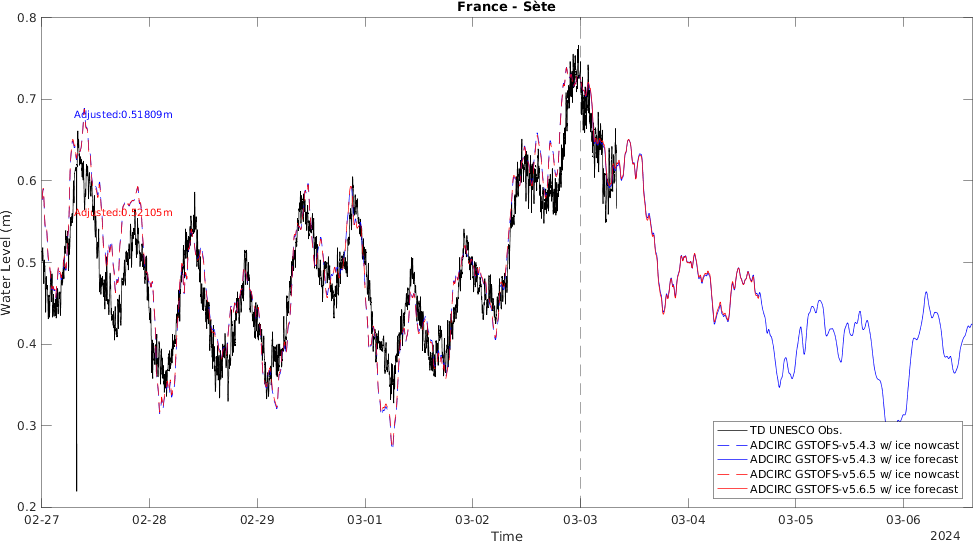 France - Sète
0.8
0.7
0.6
0.5
0.4
0.3
0.2
Water Level (m)
Adjusted:0.51809m
Adjusted:0.52105m
TD UNESCO Obs.
ADCIRC GSTOFS-v5.4.3 w/ ice nowcast
ADCIRC GSTOFS-v5.4.3 w/ ice forecast
ADCIRC GSTOFS-v5.6.5 w/ ice nowcast
ADCIRC GSTOFS-v5.6.5 w/ ice forecast
02-27 02-28 02-29 03-01 03-02 03-03 03-04 03-05 03-06
Time
2024